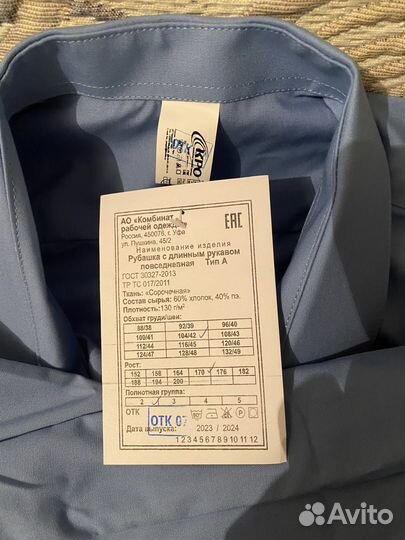 КРО
ОТК
АО «Комбинат
рабочей одежды»
Россия, 450076, г. Уфа
ул. Пушкина, 45/2
ЕАС
Наименование изделия
Рубашка с длинным рукавом
повседневная Тип А
ГОСТ 30327-2013
ТР ТС 017/2011
Ткань: «Сорочечная»
Состав сырья: 60% хлопок, 40% пэ.
Плотность:130 г/м²
Обхват груди/шеи:
88/38 92/39 96/40
100/41 104/42 108/43
112/44 116/45 120/46
124/47 128/48 132/49
Рост:
152 158 164 170 176 182
188 194 200
Полнотная группа:
2 3 4 5
ОТК ОТК 07
Дата выпуска: 2023 / 2024
1 2 3 4 5 6 7 8 9 10 11 12
Avito